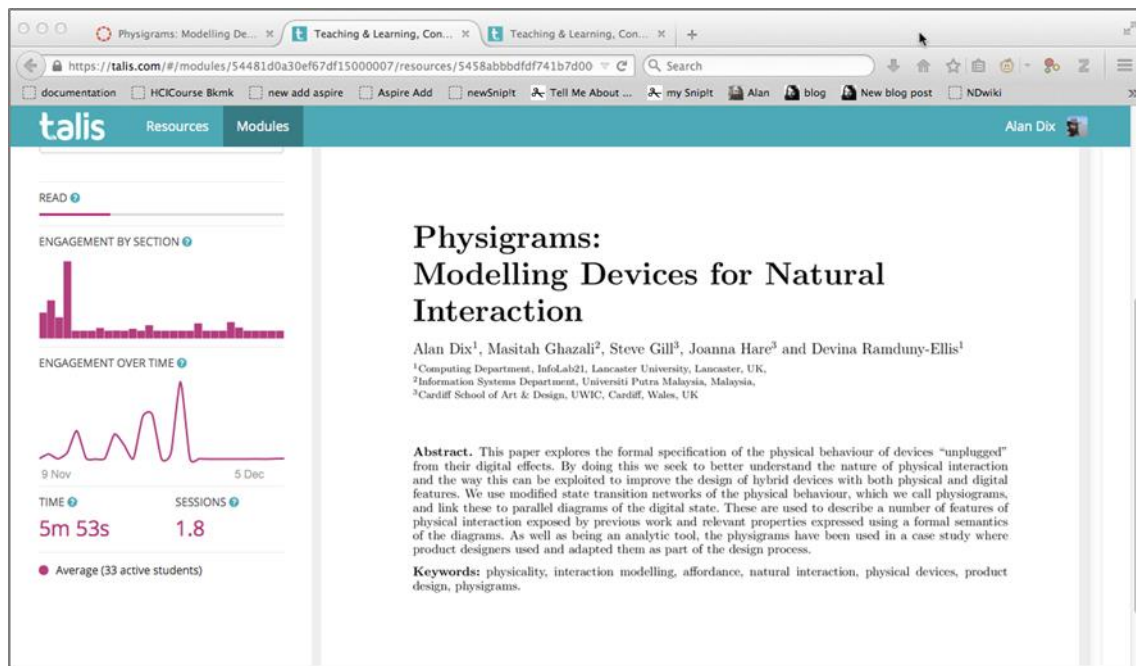 Physigrams: Modelling De...
Teaching & Learning, Con...
Teaching & Learning, Con...
https://talis.com/#/modules/54481d0a30ef67df15000007/resources/5458abbbdfdf741b7d00
Search
documentation
HCICourse Bkmk
new add aspire
Aspire Add
newSnip!t
Tell Me About ...
my SnipIt
Alan
blog
New blog post
NDwiki
talis
Resources
Modules
Alan Dix
READ
ENGAGEMENT BY SECTION
ENGAGEMENT OVER TIME
9 Nov
5 Dec
TIME
SESSIONS
5m 53s
1.8
Average (33 active students)
Physigrams:
Modelling Devices for Natural
Interaction
Alan Dix¹, Masitah Ghazali², Steve Gill³, Joanna Hare³ and Devina Ramduny-Ellis¹
¹Computing Department, InfoLab21, Lancaster University, Lancaster, UK,
²Information Systems Department, Universiti Putra Malaysia, Malaysia,
³Cardiff School of Art & Design, UWIC, Cardiff, Wales, UK
Abstract. This paper explores the formal specification of the physical behaviour of devices “unplugged”
from their digital effects. By doing this we seek to better understand the nature of physical interaction
and the way this can be exploited to improve the design of hybrid devices with both physical and digital
features. We use modified state transition networks of the physical behaviour, which we call physiograms,
and link these to parallel diagrams of the digital state. These are used to describe a number of features of
physical interaction exposed by previous work and relevant properties expressed using a formal semantics
of the diagrams. As well as being an analytic tool, the physigrams have been used in a case study where
product designers used and adapted them as part of the design process.
Keywords: physicality, interaction modelling, affordance, natural interaction, physical devices, product
design, physigrams.